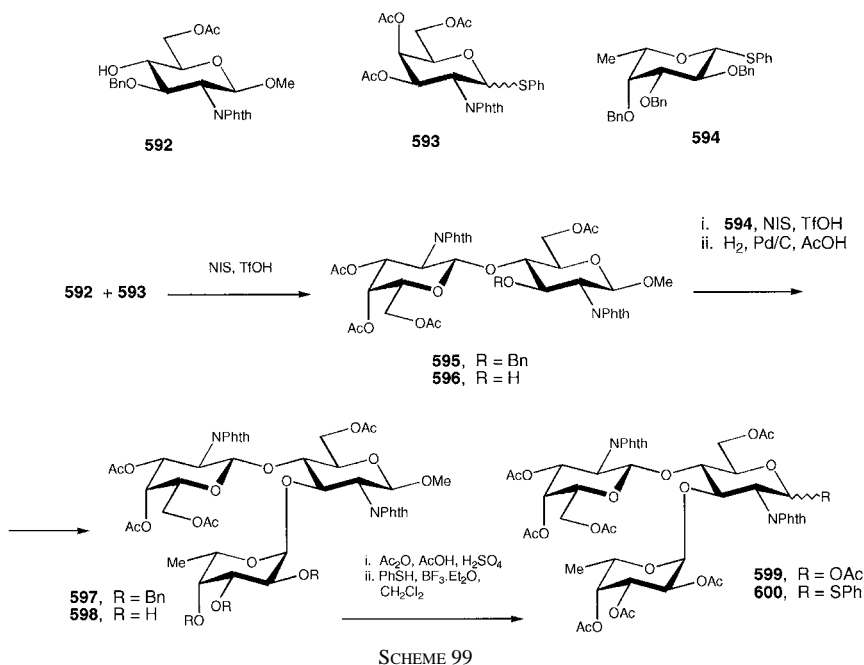 OAc
HO
BnO
O
OMe
NPhth
592
AcO
OAc
O
AcO
SPh
NPhth
593
Me
O
SPh
OBn
OBn
BnO
594
592 + 593
NIS, TfOH
NPhth
OAc
AcO
O
O
O
RO
OMe
NPhth
AcO
OAc
595, R = Bn
596, R = H
i. 594, NIS, TfOH
ii. H2, Pd/C, AcOH
NPhth
OAc
AcO
O
O
O
OMe
O
NPhth
AcO
OAc
Me
O
OR
OR
RO
597, R = Bn
598, R = H
i. Ac2O, AcOH, H2SO4
ii. PhSH, BF3.Et2O,
CH2Cl2
NPhth
OAc
AcO
O
O
O
R
O
NPhth
AcO
OAc
Me
O
OAc
OAc
AcO
599, R = OAc
600, R = SPh
SCHEME 99